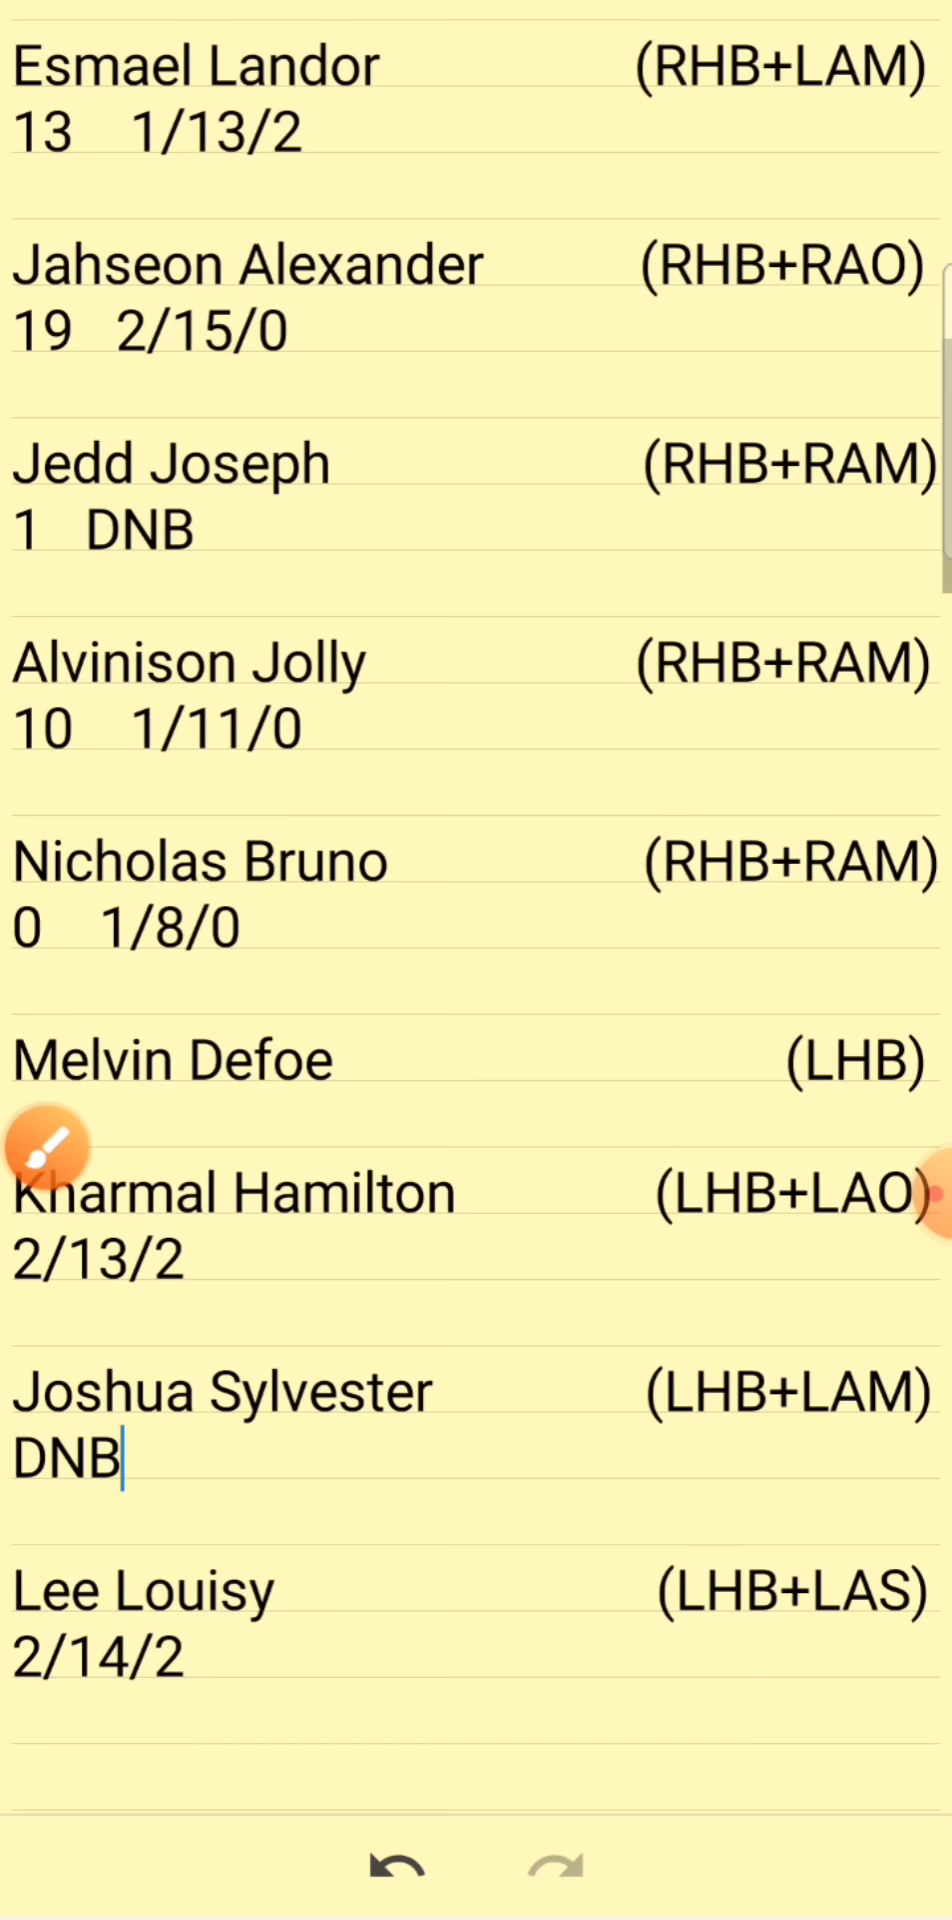 Esmael Landor (RHB+LAM)
13 1/13/2
Jahseon Alexander (RHB+RAO)
19 2/15/0
Jedd Joseph (RHB+RAM)
1 DNB
Alvinison Jolly (RHB+RAM)
10 1/11/0
Nicholas Bruno (RHB+RAM)
0 1/8/0
Melvin Defoe (LHB)
Kharmal Hamilton (LHB+LAO)
2/13/2
Joshua Sylvester (LHB+LAM)
DNB
Lee Louisy (LHB+LAS)
2/14/2